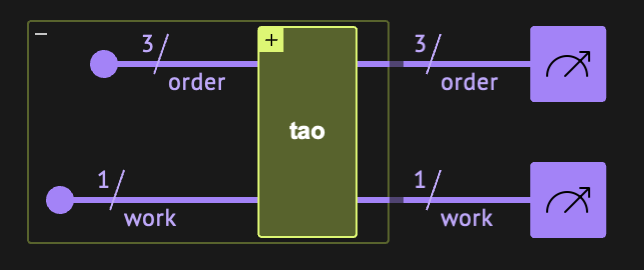 3 + 3
order order
tao
1 1
work work